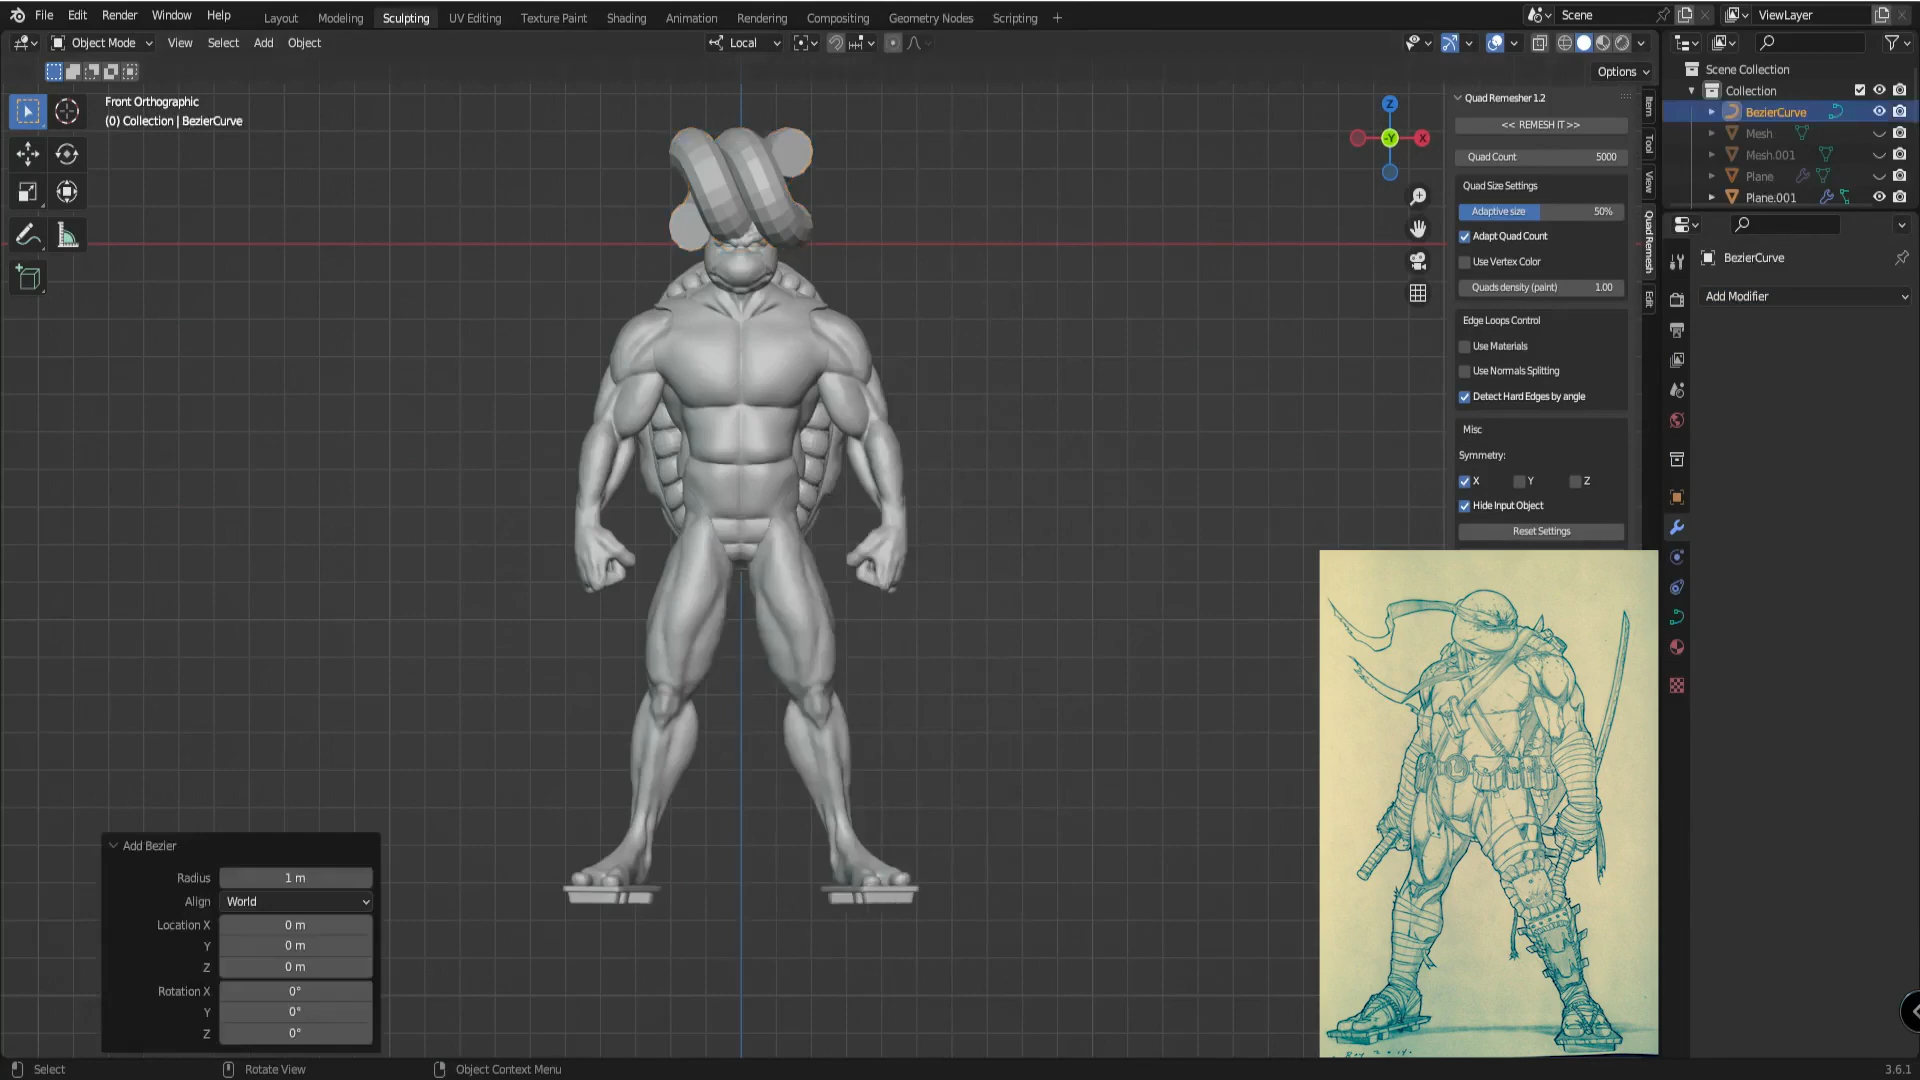 File Edit Render Window Help Layout Modeling Sculpting UV Editing Texture Paint Shading Animation Rendering Compositing Geometry Nodes Scripting + Scene ViewLayer
Object Mode View Select Add Object Local
Options
Front Orthographic
(0) Collection | BezierCurve
Z
-Y
X
Quad Remesher 1.2
<< REMESH IT >>
Quad Count 5000
Quad Size Settings
Adaptive size 50%
Adapt Quad Count
Use Vertex Color
Quads density (paint) 1.00
Edge Loops Control
Use Materials
Use Normals Splitting
Detect Hard Edges by angle
Misc
Symmetry:
X Y Z
Hide Input Object
Reset Settings
Item
Tool
View
Quad Remesh
Edit
Scene Collection
Collection
BezierCurve
Mesh
Mesh.001
Plane
Plane.001
BezierCurve
Add Modifier
Add Bezier
Radius 1 m
Align World
Location X 0 m
Y 0 m
Z 0 m
Rotation X 0°
Y 0°
Z 0°
Select Rotate View Object Context Menu 3.6.1